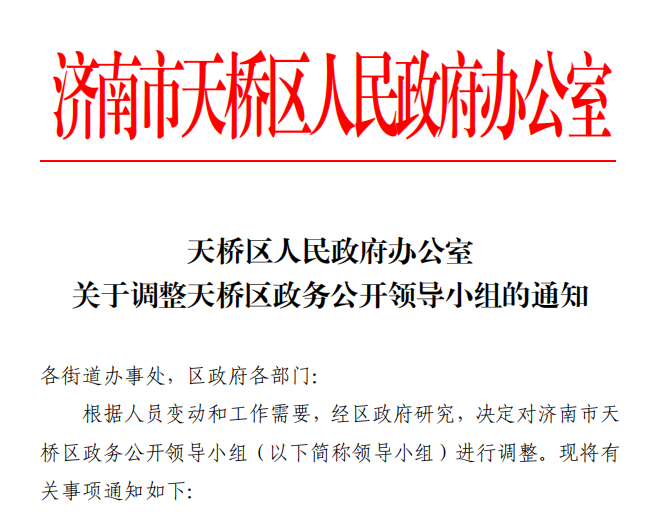 济南市天桥区人民政府办公室
天桥区人民政府办公室
关于调整天桥区政务公开领导小组的通知
各街道办事处，区政府各部门：
根据人员变动和工作需要，经区政府研究，决定对济南市天
桥区政务公开领导小组（以下简称领导小组）进行调整。现将有
关事项通知如下：